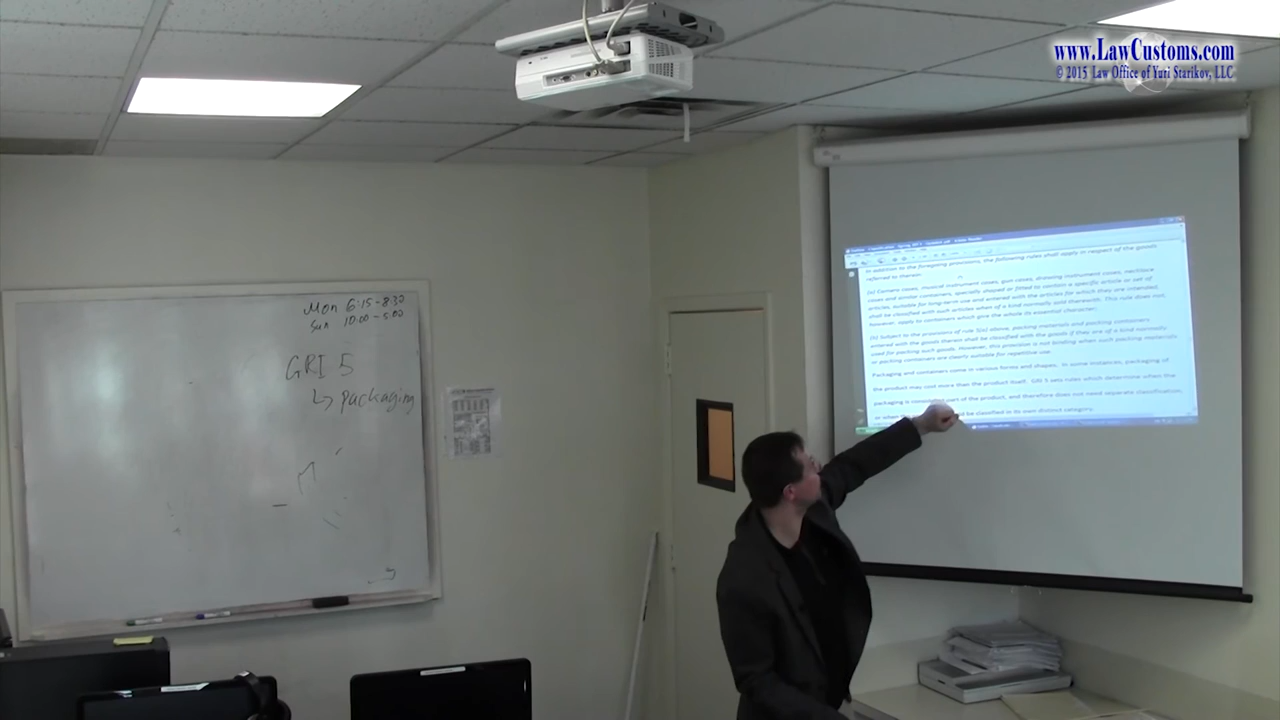 www.LawCustoms.com
© 2015 Law Office of Yuri Starikov, LLC
Mon 6:15-8:30
Sun 10:00-5:00
GRI 5
↳ packaging
In addition to the foregoing provisions, the following rules shall apply in respect of the goods
referred to therein:
(a) Camera cases, musical instrument cases, gun cases, drawing instrument cases, necklace
cases and similar containers, specially shaped or fitted to contain a specific article or set of
articles, suitable for long-term use and entered with the articles for which they are intended,
shall be classified with such articles when of a kind normally sold therewith. This rule does not,
however, apply to containers which give the whole its essential character;
(b) Subject to the provisions of rule 5(a) above, packing materials and packing containers
entered with the goods therein shall be classified with the goods if they are of a kind normally
used for packing such goods. However, this provision is not binding when such packing materials
or packing containers are clearly suitable for repetitive use.
Packaging and containers come in various forms and shapes. In some instances, packaging of
the product may cost more than the product itself. GRI 5 sets rules which determine when the
packaging is part of the product, and therefore does not need separate classification,
or when the be classified in its own distinct category.